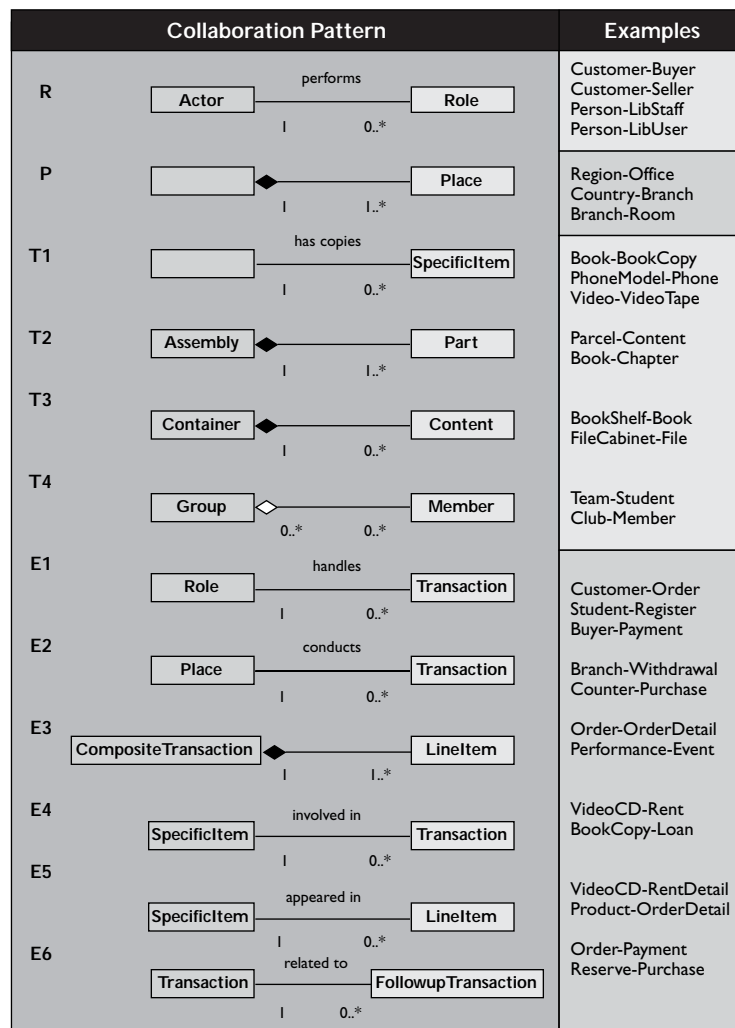 Collaboration Pattern Examples
R
performs
Actor Role
1 0..*
Customer-Buyer
Customer-Seller
Person-LibStaff
Person-LibUser
P
Place
1 1..*
Region-Office
Country-Branch
Branch-Room
T1
has copies
SpecificItem
1 0..*
Book-BookCopy
PhoneModel-Phone
Video-VideoTape
T2
Assembly Part
1 1..*
Parcel-Content
Book-Chapter
T3
Container Content
1 0..*
BookShelf-Book
FileCabinet-File
T4
Group Member
0..* 0..*
Team-Student
Club-Member
E1
handles
Role Transaction
1 0..*
Customer-Order
Student-Register
Buyer-Payment
E2
conducts
Place Transaction
1 0..*
Branch-Withdrawal
Counter-Purchase
E3
CompositeTransaction LineItem
1 1..*
Order-OrderDetail
Performance-Event
E4
involved in
SpecificItem Transaction
1 0..*
VideoCD-Rent
BookCopy-Loan
E5
appeared in
SpecificItem LineItem
1 0..*
VideoCD-RentDetail
Product-OrderDetail
E6
related to
Transaction FollowupTransaction
1 0..*
Order-Payment
Reserve-Purchase